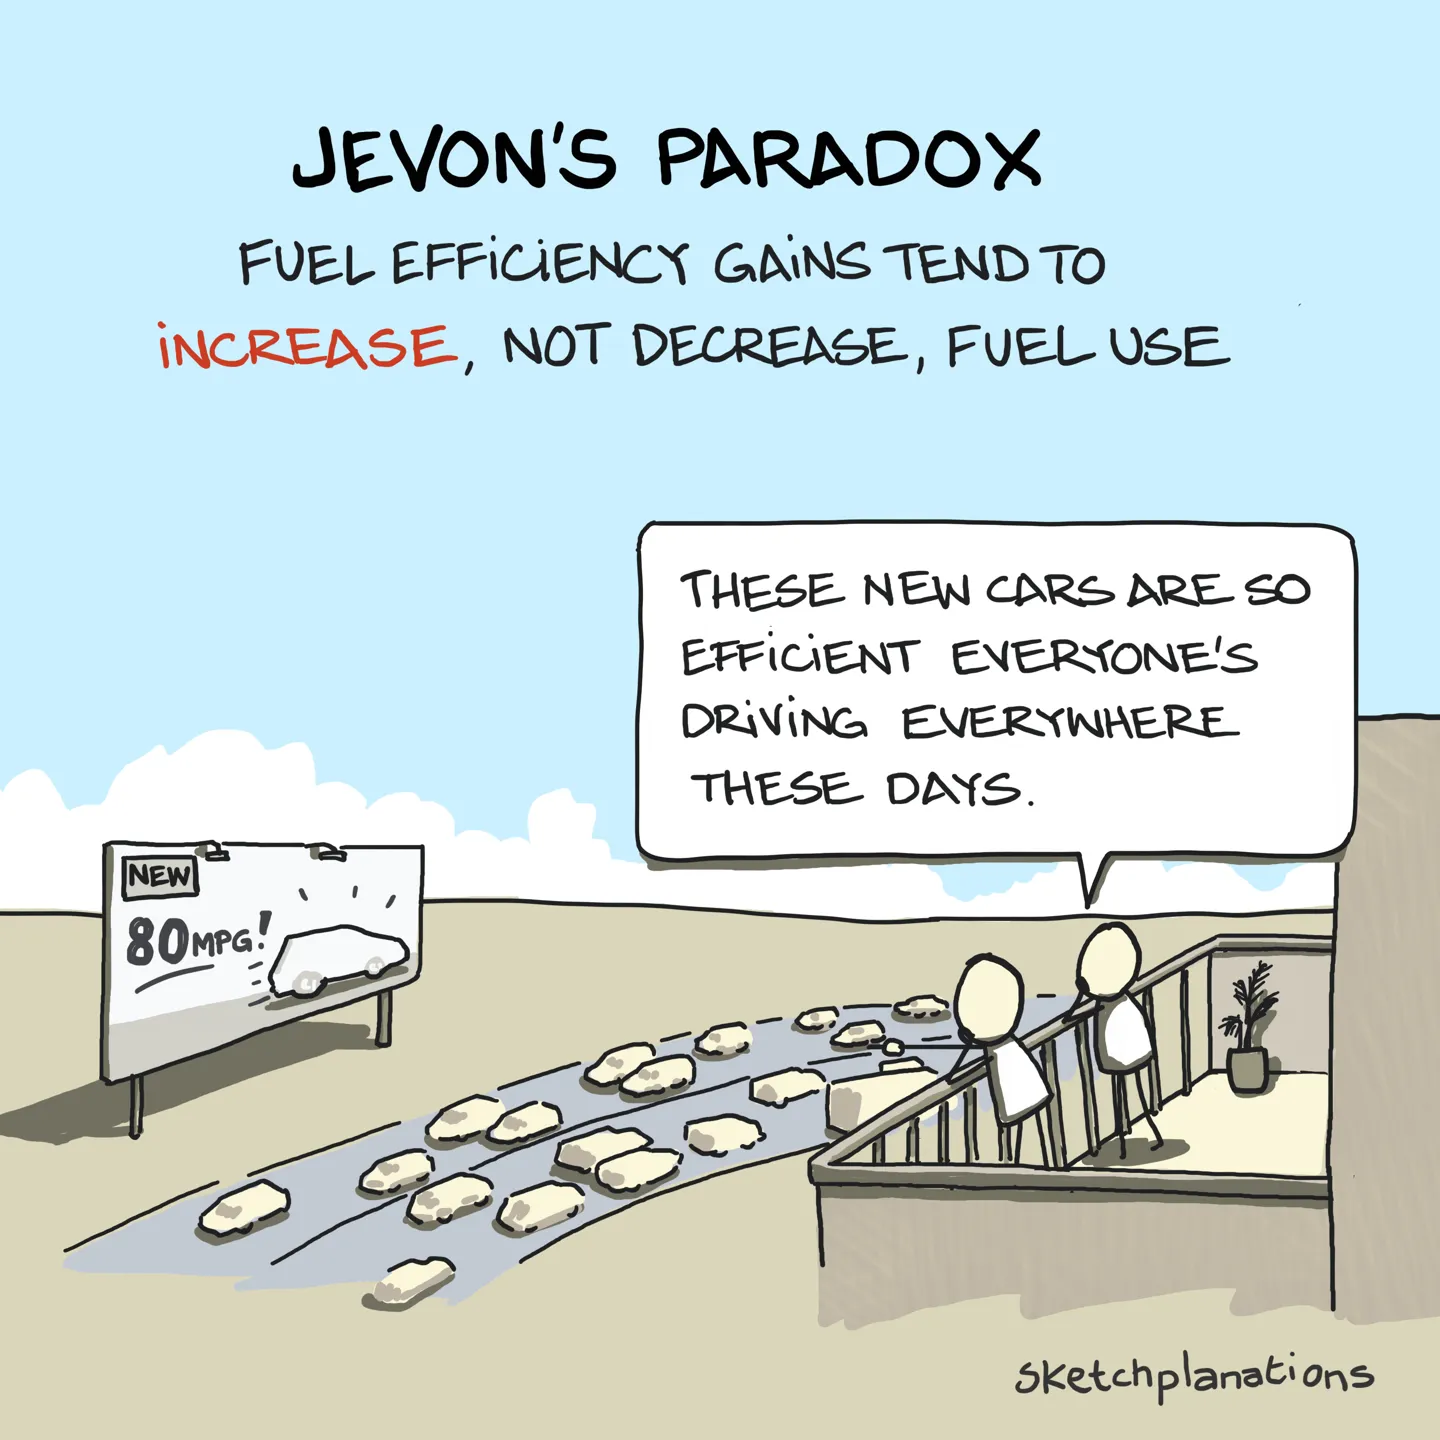 JEVON'S PARADOX
FUEL EFFICIENCY GAINS TEND TO
INCREASE, NOT DECREASE, FUEL USE
THESE NEW CARS ARE SO
EFFICIENT EVERYONE'S
DRIVING EVERYWHERE
THESE DAYS.
NEW
80MPG!
sketchplanations